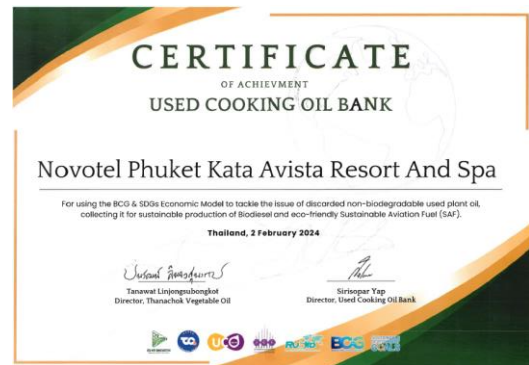 CERTIFICATE
OF ACHIEVMENT
USED COOKING OIL BANK
Novotel Phuket Kata Avista Resort And Spa
For using the BCG & SDGs Economic Model to tackle the issue of discarded non-biodegradable used plant oil,
collecting it for sustainable production of Biodiesel and eco-friendly Sustainable Aviation Fuel (SAF).
Thailand, 2 February 2024
Tanawat Linjongsubongkot
Director, Thanachok Vegetable Oil
Sirisopar Yap
Director, Used Cooking Oil Bank
uco
BCG